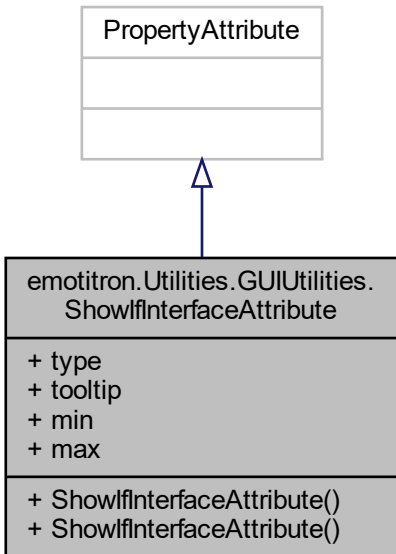 PropertyAttribute
emotitron.Utilities.GUIUtilities.
ShowIfInterfaceAttribute
+ type
+ tooltip
+ min
+ max
+ ShowIfInterfaceAttribute()
+ ShowIfInterfaceAttribute()